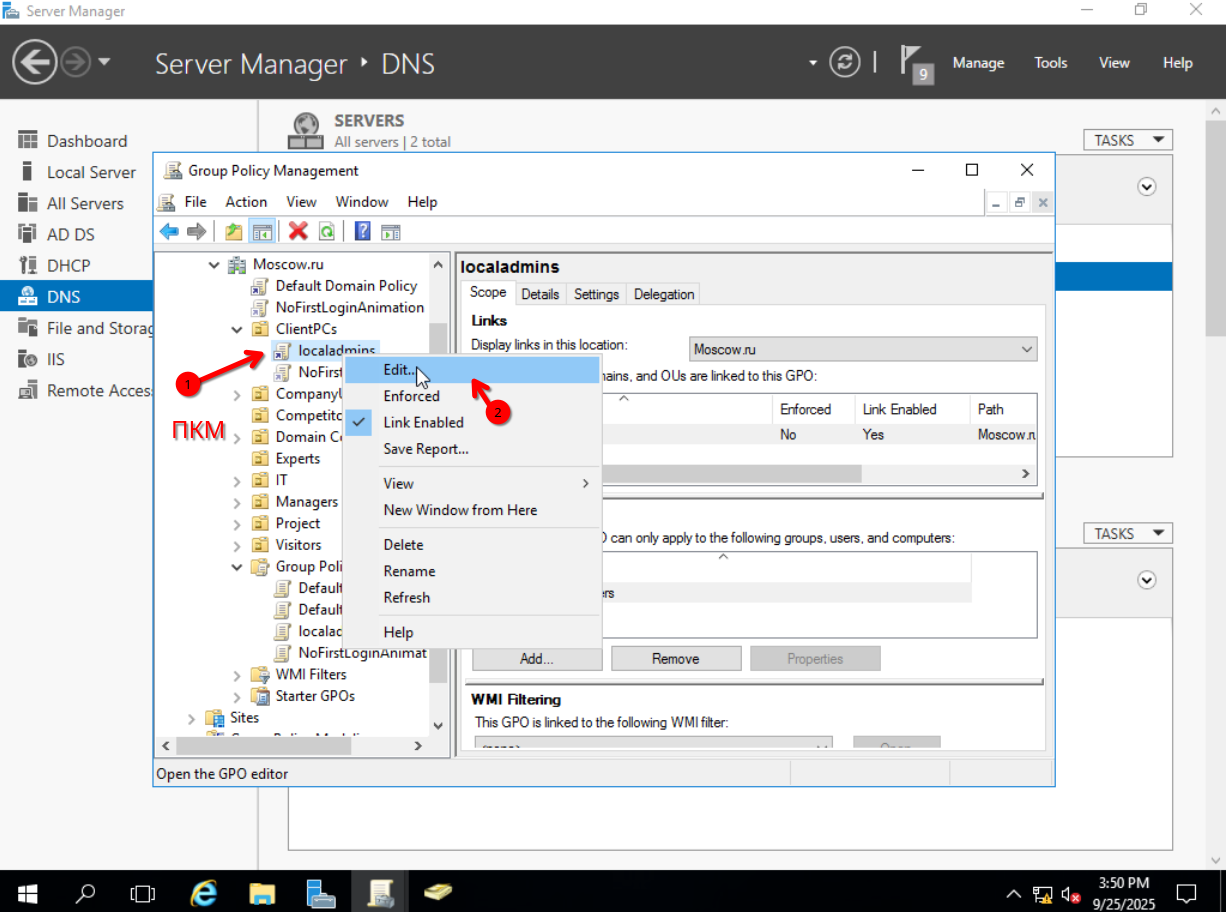 Server Manager
Server Manager ‣ DNS
9
Manage Tools View Help
Dashboard
Local Server
All Servers
AD DS
DHCP
DNS
File and Storag
IIS
Remote Acces
SERVERS
All servers | 2 total
TASKS
TASKS
Group Policy Management
File Action View Window Help
Moscow.ru
Default Domain Policy
NoFirstLoginAnimation
ClientPCs
localadmins
NoFirst
Company
Competito
Domain Co
Experts
IT
Managers
Project
Visitors
Group Poli
Default
Default
localad
NoFirstLoginAnimat
WMI Filters
Starter GPOs
Sites
1
ПКМ
2
Edit...
Enforced
Link Enabled
Save Report...
View
New Window from Here
Delete
Rename
Refresh
Help
localadmins
Scope Details Settings Delegation
Links
Display links in this location:
Moscow.ru
ains, and OUs are linked to this GPO:
Enforced Link Enabled Path
No Yes Moscow.r
O can only apply to the following groups, users, and computers:
ers
Add... Remove Properties
WMI Filtering
This GPO is linked to the following WMI filter:
Open the GPO editor
3:50 PM
9/25/2025